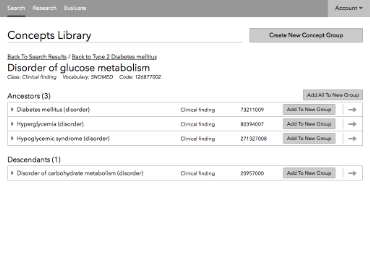 Search Research Evaluate Account
Concepts Library Create New Concept Group
Back To Search Results / Back to Type 2 Diabetes mellitus
Disorder of glucose metabolism
Class: Clinical finding Vocabulary: SNOMED Code: 126877002
Ancestors (3) Add All To New Group
Diabetes mellitus (disorder) Clinical finding 73211009 Add To New Group
Hyperglycemia (disorder) Clinical finding 80394007 Add To New Group
Hypoglycemic syndrome (disorder) Clinical finding 271327008 Add To New Group
Descendants (1)
Disorder of carbohydrate metabolism (disorder) Clinical finding 20957000 Add To New Group